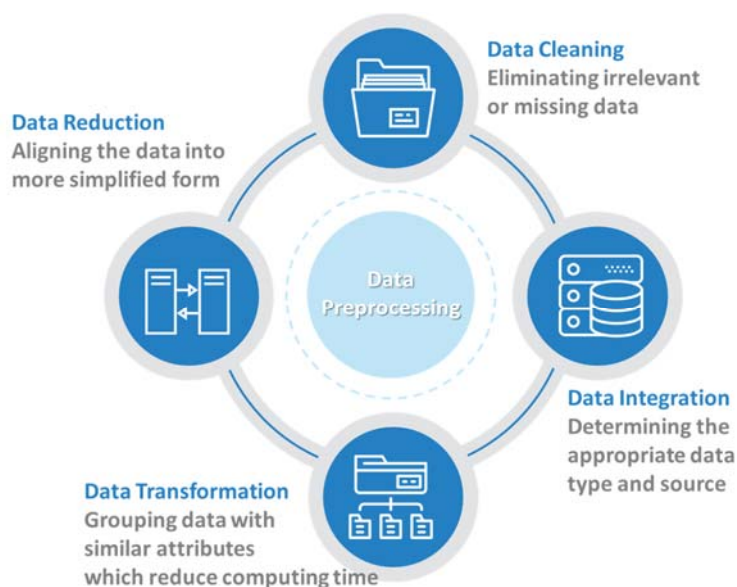 Data Cleaning
Eliminating irrelevant
or missing data
Data Reduction
Aligning the data into
more simplified form
Data
Preprocessing
Data Integration
Determining the
appropriate data
type and source
Data Transformation
Grouping data with
similar attributes
which reduce computing time